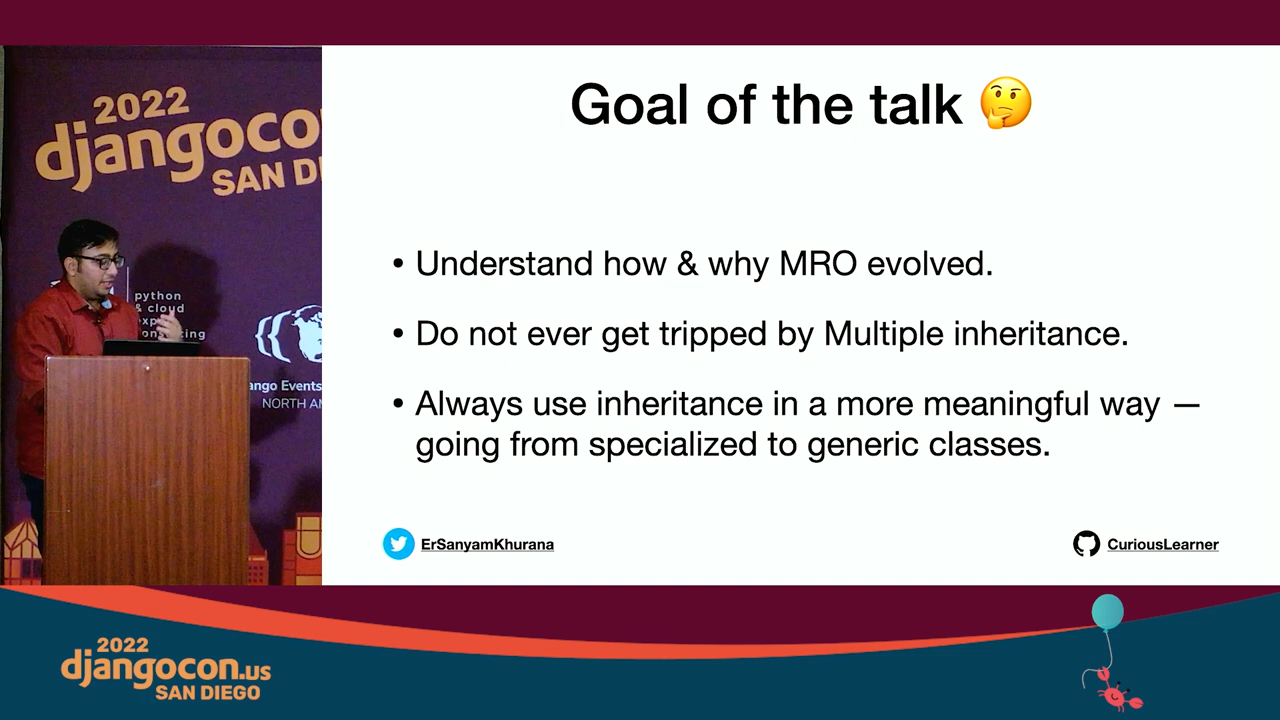 2022
djangocon
SAN DI
python
& cloud
ango Events
NORTH AM
Goal of the talk 🤔
• Understand how & why MRO evolved.
• Do not ever get tripped by Multiple inheritance.
• Always use inheritance in a more meaningful way —
going from specialized to generic classes.
ErSanyamKhurana
CuriousLearner
2022
djangocon.us
SAN DIEGO